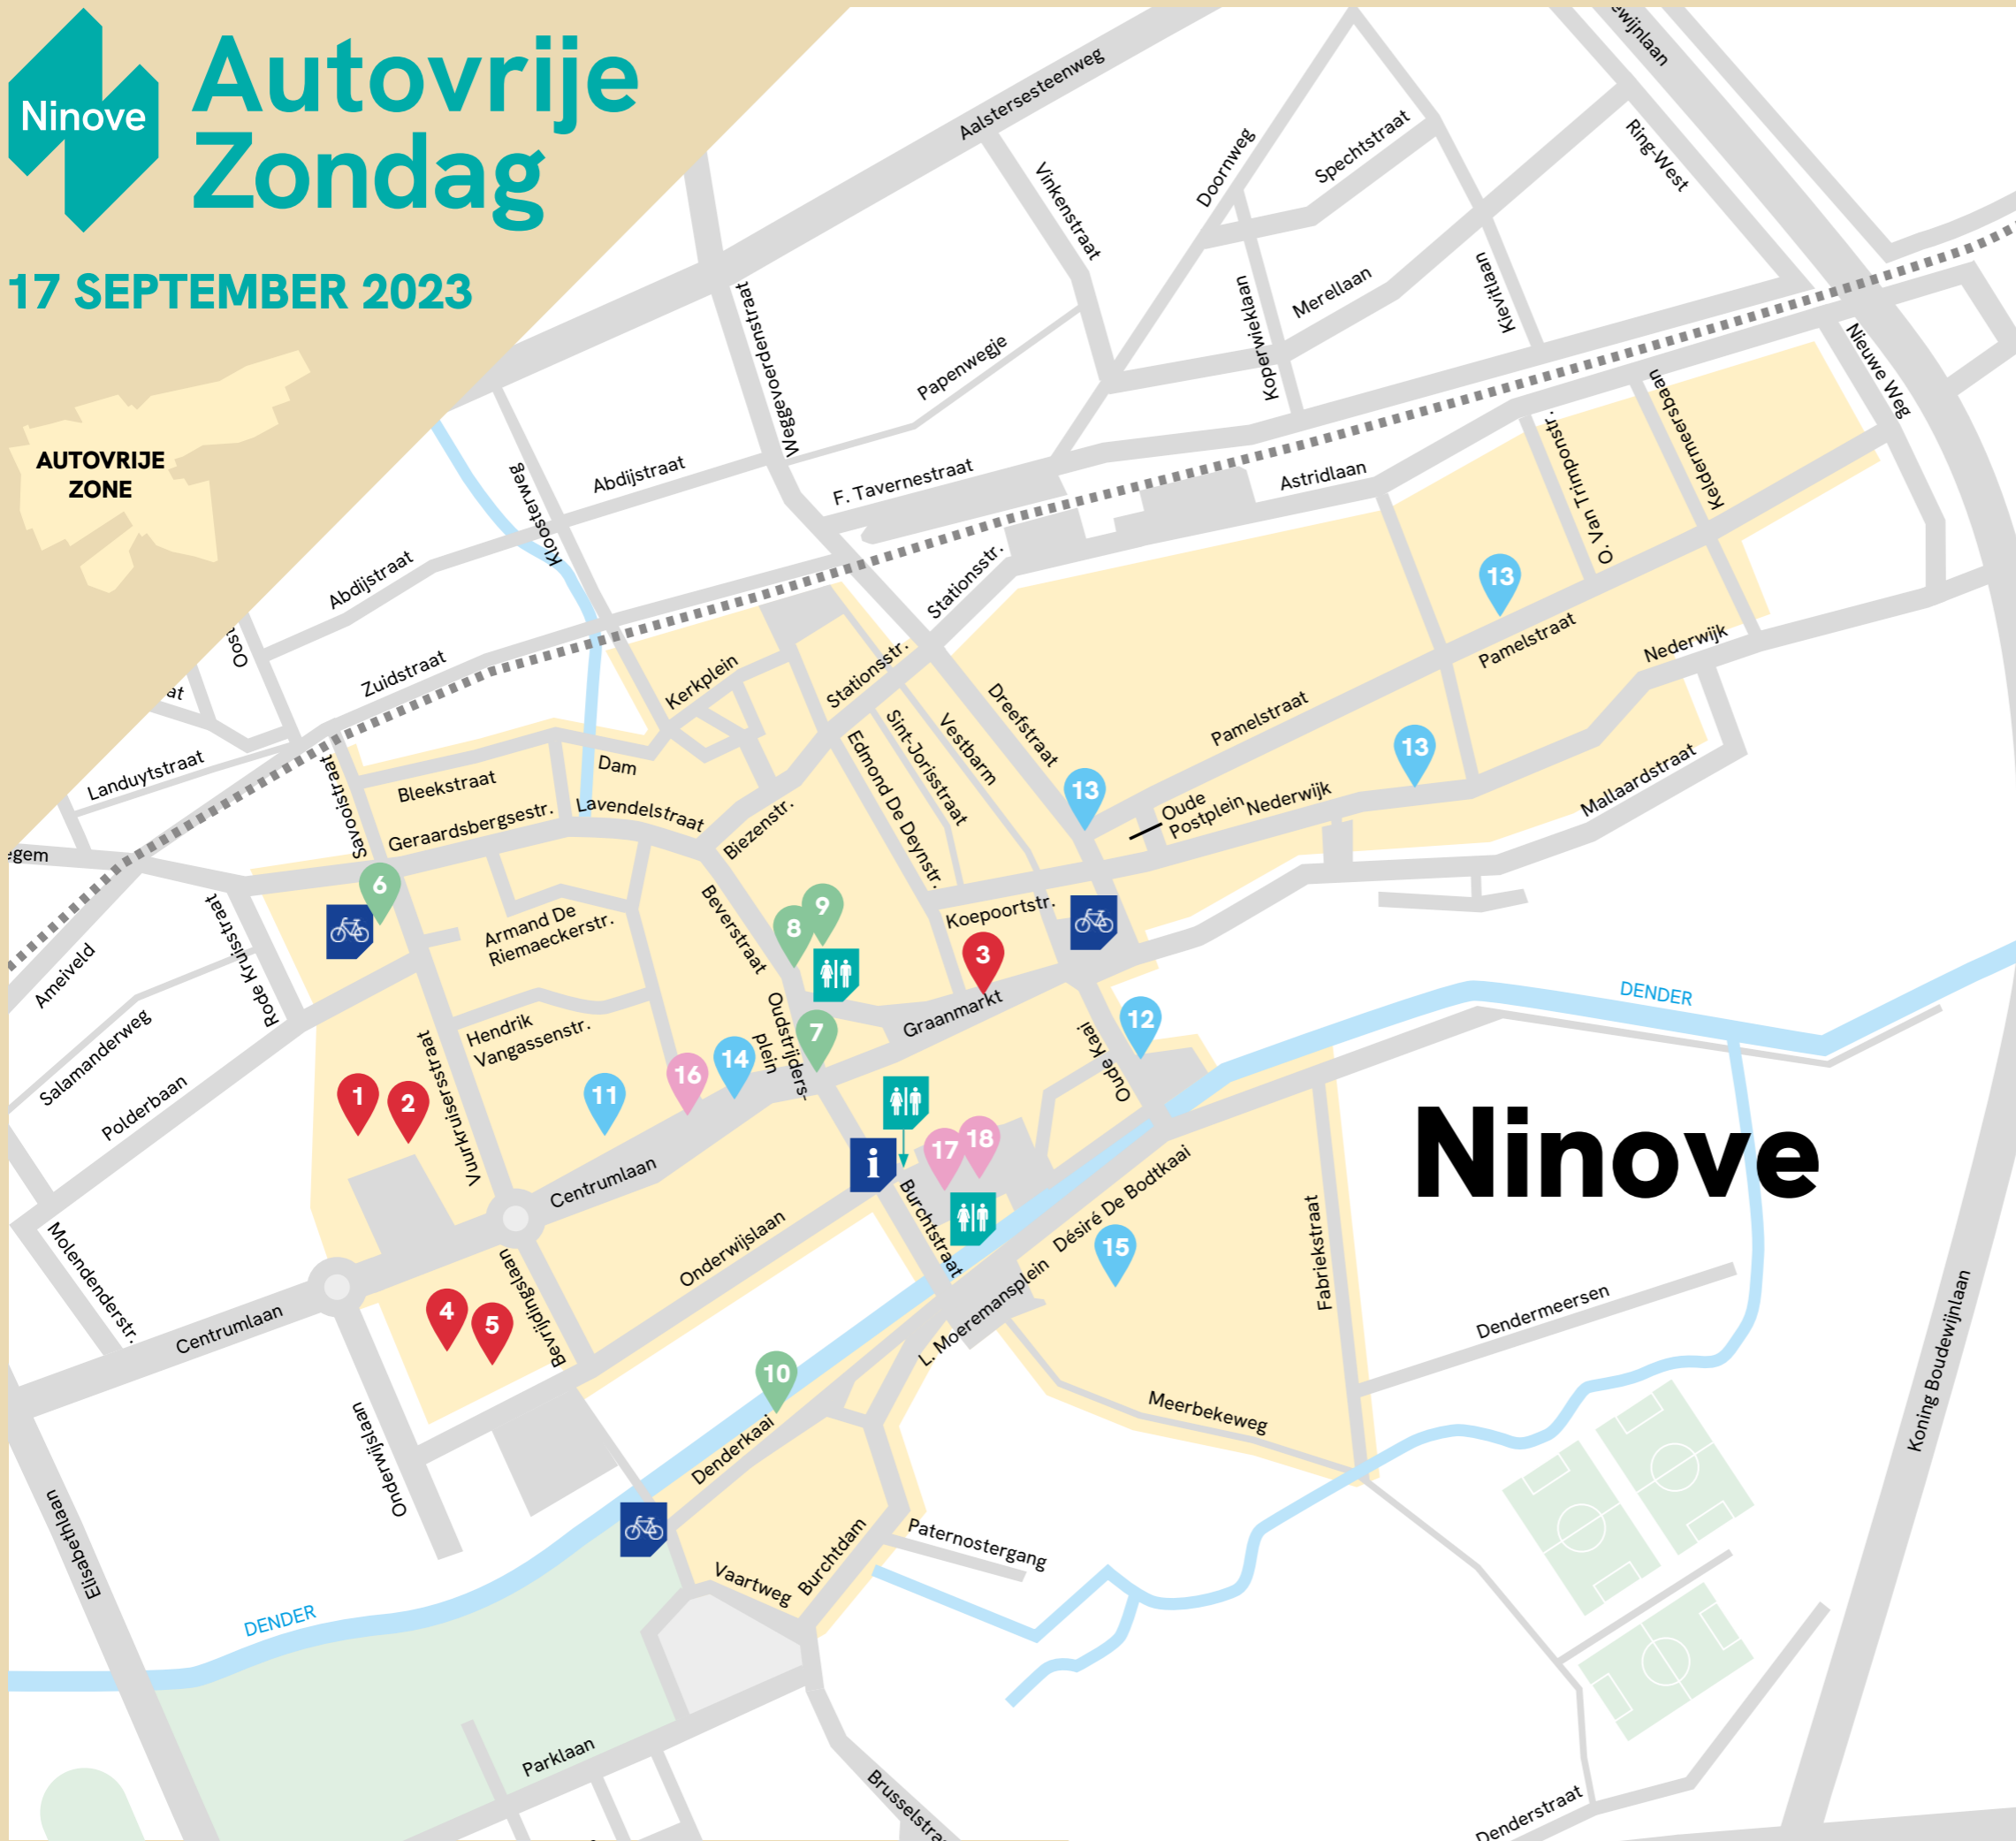 Ninove
Autovrije
Zondag
17 SEPTEMBER 2023
AUTOVRIJE
ZONE
Aalstersesteenweg
Vinkenstraat
Doornweg
Spechtstraat
Ring-West
Merellaan
Kievitlaan
Koperwieklaan
Papenwegje
Weggevoerdenstraat
Nieuwe Weg
Abdijstraat
F. Tavernestraat
Astridlaan
Keldermeersbaan
O. Van Trimponstr.
Kloosterweg
Abdijstraat
Stationsstr.
Zuidstraat
Kerkplein
Stationsstr.
13
Pamelstraat
Nederwijk
Landuytstraat
Savooistraat
Bleekstraat
Dam
Lavendelstraat
Geraardsbergsestr.
Biezenstr.
Edmond De Deynstr.
Sint-Jorisstraat
Vestbarm
Dreefstraat
Pamelstraat
13
13
Oude
Postplein
Nederwijk
Mallaardstraat
6
Rode Kruisstraat
Armand De
Riemaeckerstr.
Beverstraat
8
9
Koepoortstr.
3
Graanmarkt
Ameiveld
Salamanderweg
Polderbaan
Hendrik
Vangassenstr.
Vuurkruisersstraat
Oudstrijders-
plein
7
14
16
11
1
2
Oude Kaai
12
DENDER
Ninove
17
18
i
Centrumlaan
Onderwijslaan
Burchtstraat
Désiré De Bodtkaai
15
L. Moeremansplein
Fabriekstraat
Dendermeersen
Koning Boudewijnlaan
Molendenderstr.
Centrumlaan
4
5
Bevrijdingslaan
10
Denderkaai
Meerbekeweg
Onderwijslaan
Elisabethlaan
Paternostergang
Vaartweg
Burchtdam
DENDER
Parklaan
Denderstraat